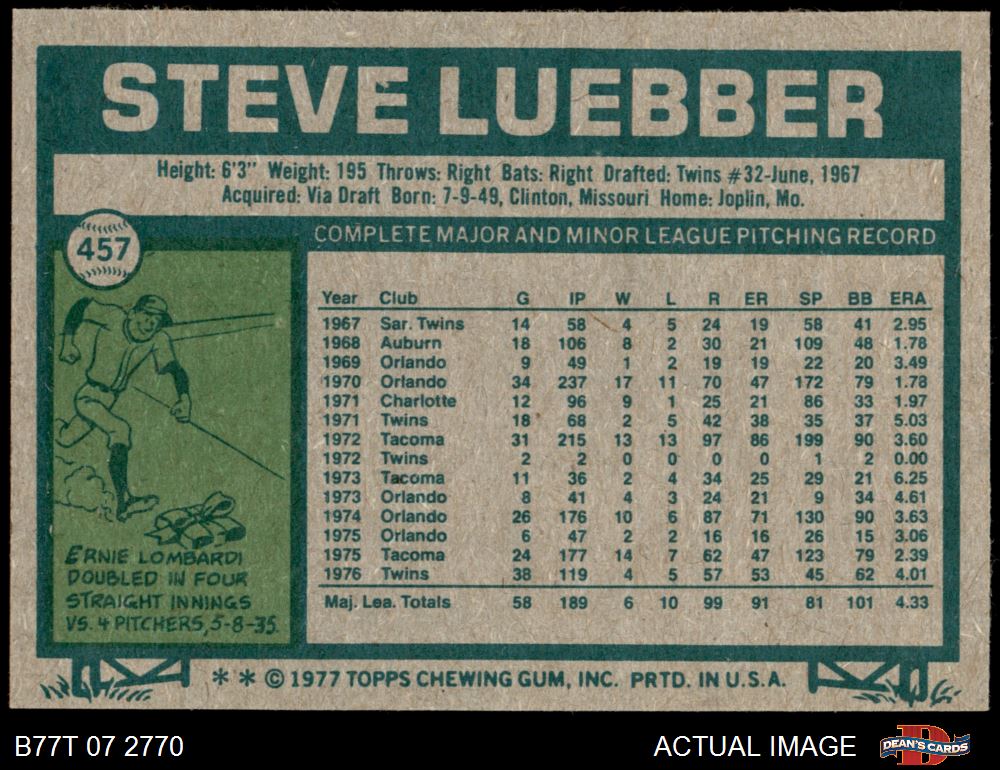 STEVE LUEBBER
Height: 6'3" Weight: 195 Throws: Right Bats: Right Drafted: Twins #32-June, 1967
Acquired: Via Draft Born: 7-9-49, Clinton, Missouri Home: Joplin, Mo.
457
COMPLETE MAJOR AND MINOR LEAGUE PITCHING RECORD
Year Club G IP W L R ER SP BB ERA
1967 Sar. Twins 14 58 4 5 24 19 58 41 2.95
1968 Auburn 18 106 8 2 30 21 109 48 1.78
1969 Orlando 9 49 1 2 19 19 22 20 3.49
1970 Orlando 34 237 17 11 70 47 172 79 1.78
1971 Charlotte 12 96 9 1 25 21 86 33 1.97
1971 Twins 18 68 2 5 42 38 35 37 5.03
1972 Tacoma 31 215 13 13 97 86 199 90 3.60
1972 Twins 2 2 0 0 0 0 1 2 0.00
1973 Tacoma 11 36 2 4 34 25 29 21 6.25
1973 Orlando 8 41 4 3 24 21 9 34 4.61
1974 Orlando 26 176 10 6 87 71 130 90 3.63
1975 Orlando 6 47 2 2 16 16 26 15 3.06
1975 Tacoma 24 177 14 7 62 47 123 79 2.39
1976 Twins 38 119 4 5 57 53 45 62 4.01
Maj. Lea. Totals 58 189 6 10 99 91 81 101 4.33
ERNIE LOMBARDI
DOUBLED IN FOUR
STRAIGHT INNINGS
VS. 4 PITCHERS, 5-8-35.
* * © 1977 TOPPS CHEWING GUM, INC. PRTD. IN U.S.A.
B77T 07 2770
ACTUAL IMAGE
D
DEAN'S CARDS